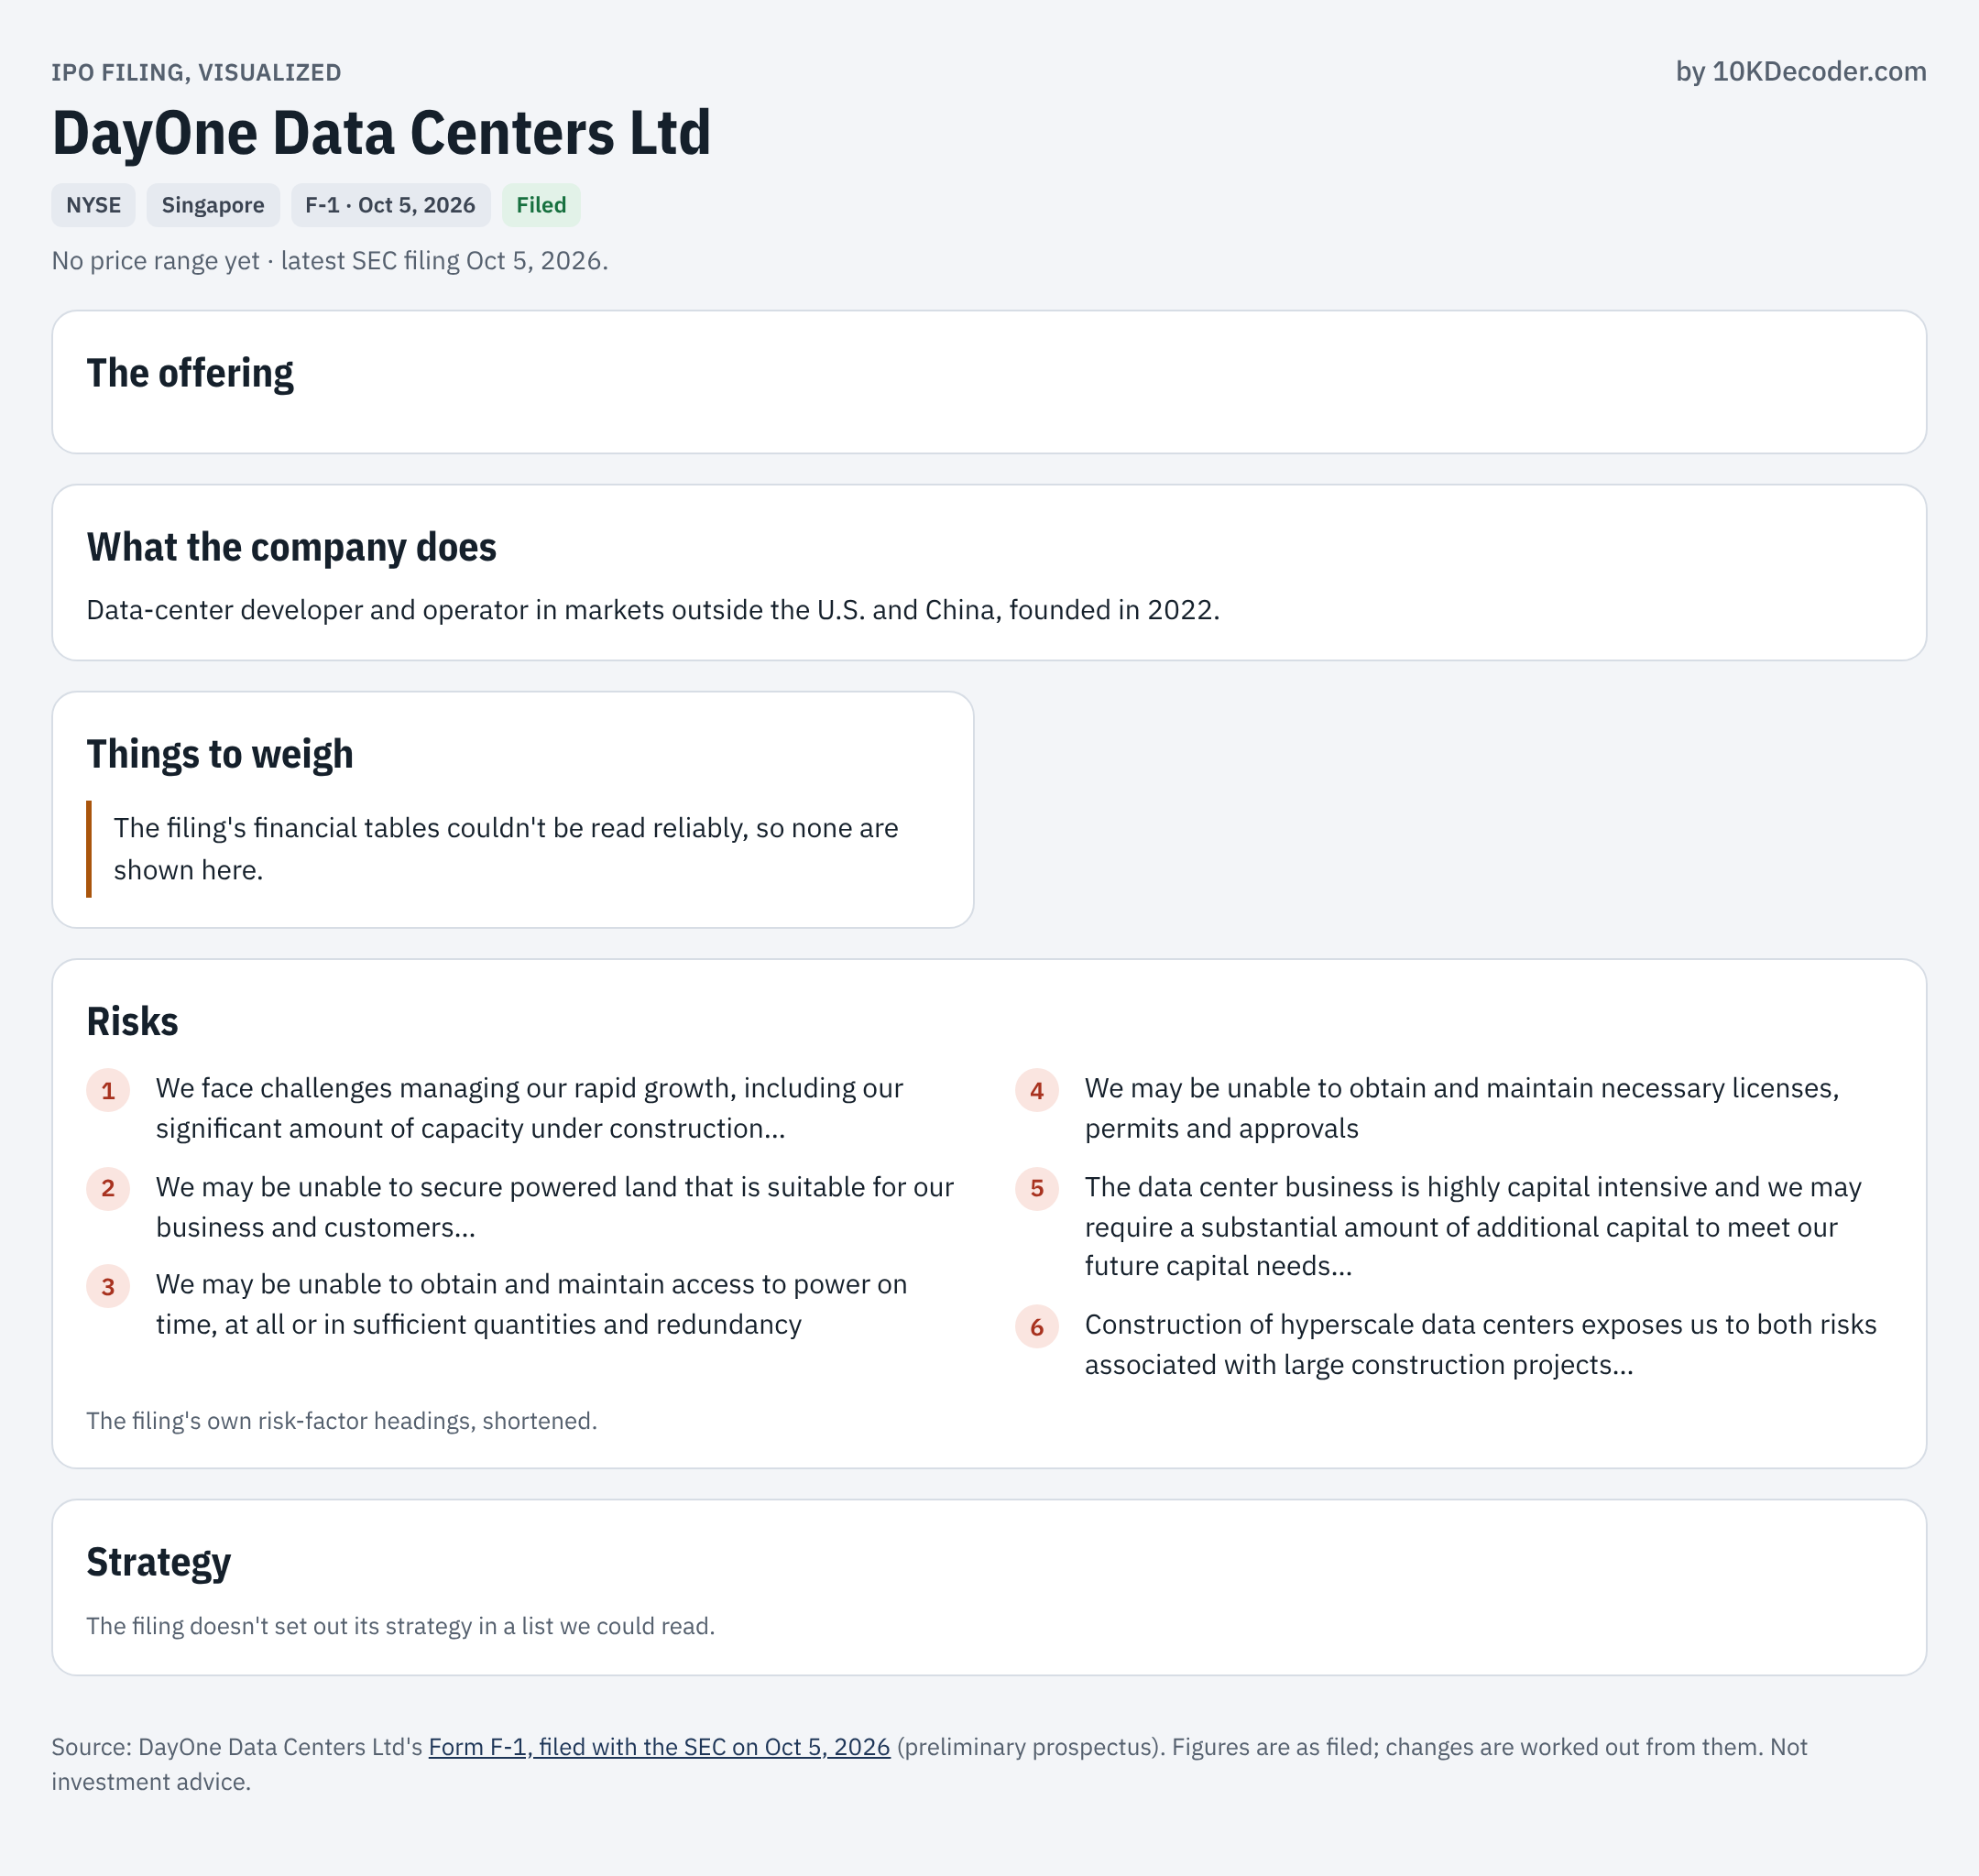 IPO FILING, VISUALIZED
by 10KDecoder.com
DayOne Data Centers Ltd
NYSE
Singapore
F-1 · Oct 5, 2026
Filed
No price range yet · latest SEC filing Oct 5, 2026.
The offering
What the company does
Data-center developer and operator in markets outside the U.S. and China, founded in 2022.
Things to weigh
The filing's financial tables couldn't be read reliably, so none are
shown here.
Risks
1
We face challenges managing our rapid growth, including our
significant amount of capacity under construction...
2
We may be unable to secure powered land that is suitable for our
business and customers...
3
We may be unable to obtain and maintain access to power on
time, at all or in sufficient quantities and redundancy
4
We may be unable to obtain and maintain necessary licenses,
permits and approvals
5
The data center business is highly capital intensive and we may
require a substantial amount of additional capital to meet our
future capital needs...
6
Construction of hyperscale data centers exposes us to both risks
associated with large construction projects...
The filing's own risk-factor headings, shortened.
Strategy
The filing doesn't set out its strategy in a list we could read.
Source: DayOne Data Centers Ltd's Form F-1, filed with the SEC on Oct 5, 2026 (preliminary prospectus). Figures are as filed; changes are worked out from them. Not
investment advice.